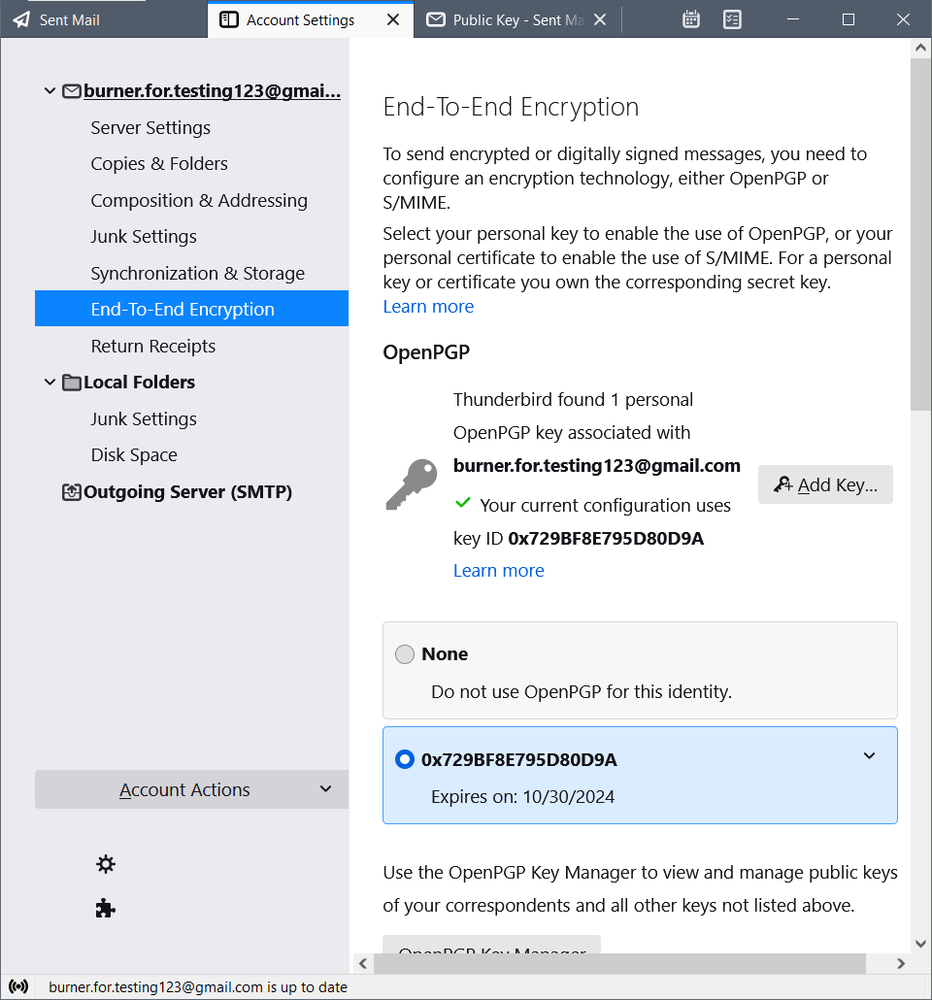 Sent Mail
Account Settings
Public Key - Sent Ma
burner.for.testing123@gmai...
Server Settings
Copies & Folders
Composition & Addressing
Junk Settings
Synchronization & Storage
End-To-End Encryption
Return Receipts
Local Folders
Junk Settings
Disk Space
Outgoing Server (SMTP)
Account Actions
End-To-End Encryption
To send encrypted or digitally signed messages, you need to
configure an encryption technology, either OpenPGP or
S/MIME.
Select your personal key to enable the use of OpenPGP, or your
personal certificate to enable the use of S/MIME. For a personal
key or certificate you own the corresponding secret key.
Learn more
OpenPGP
Thunderbird found 1 personal
OpenPGP key associated with
burner.for.testing123@gmail.com
Your current configuration uses
key ID 0x729BF8E795D80D9A
Learn more
Add Key...
None
Do not use OpenPGP for this identity.
0x729BF8E795D80D9A
Expires on: 10/30/2024
Use the OpenPGP Key Manager to view and manage public keys
of your correspondents and all other keys not listed above.
OpenPGP Key Manager
burner.for.testing123@gmail.com is up to date